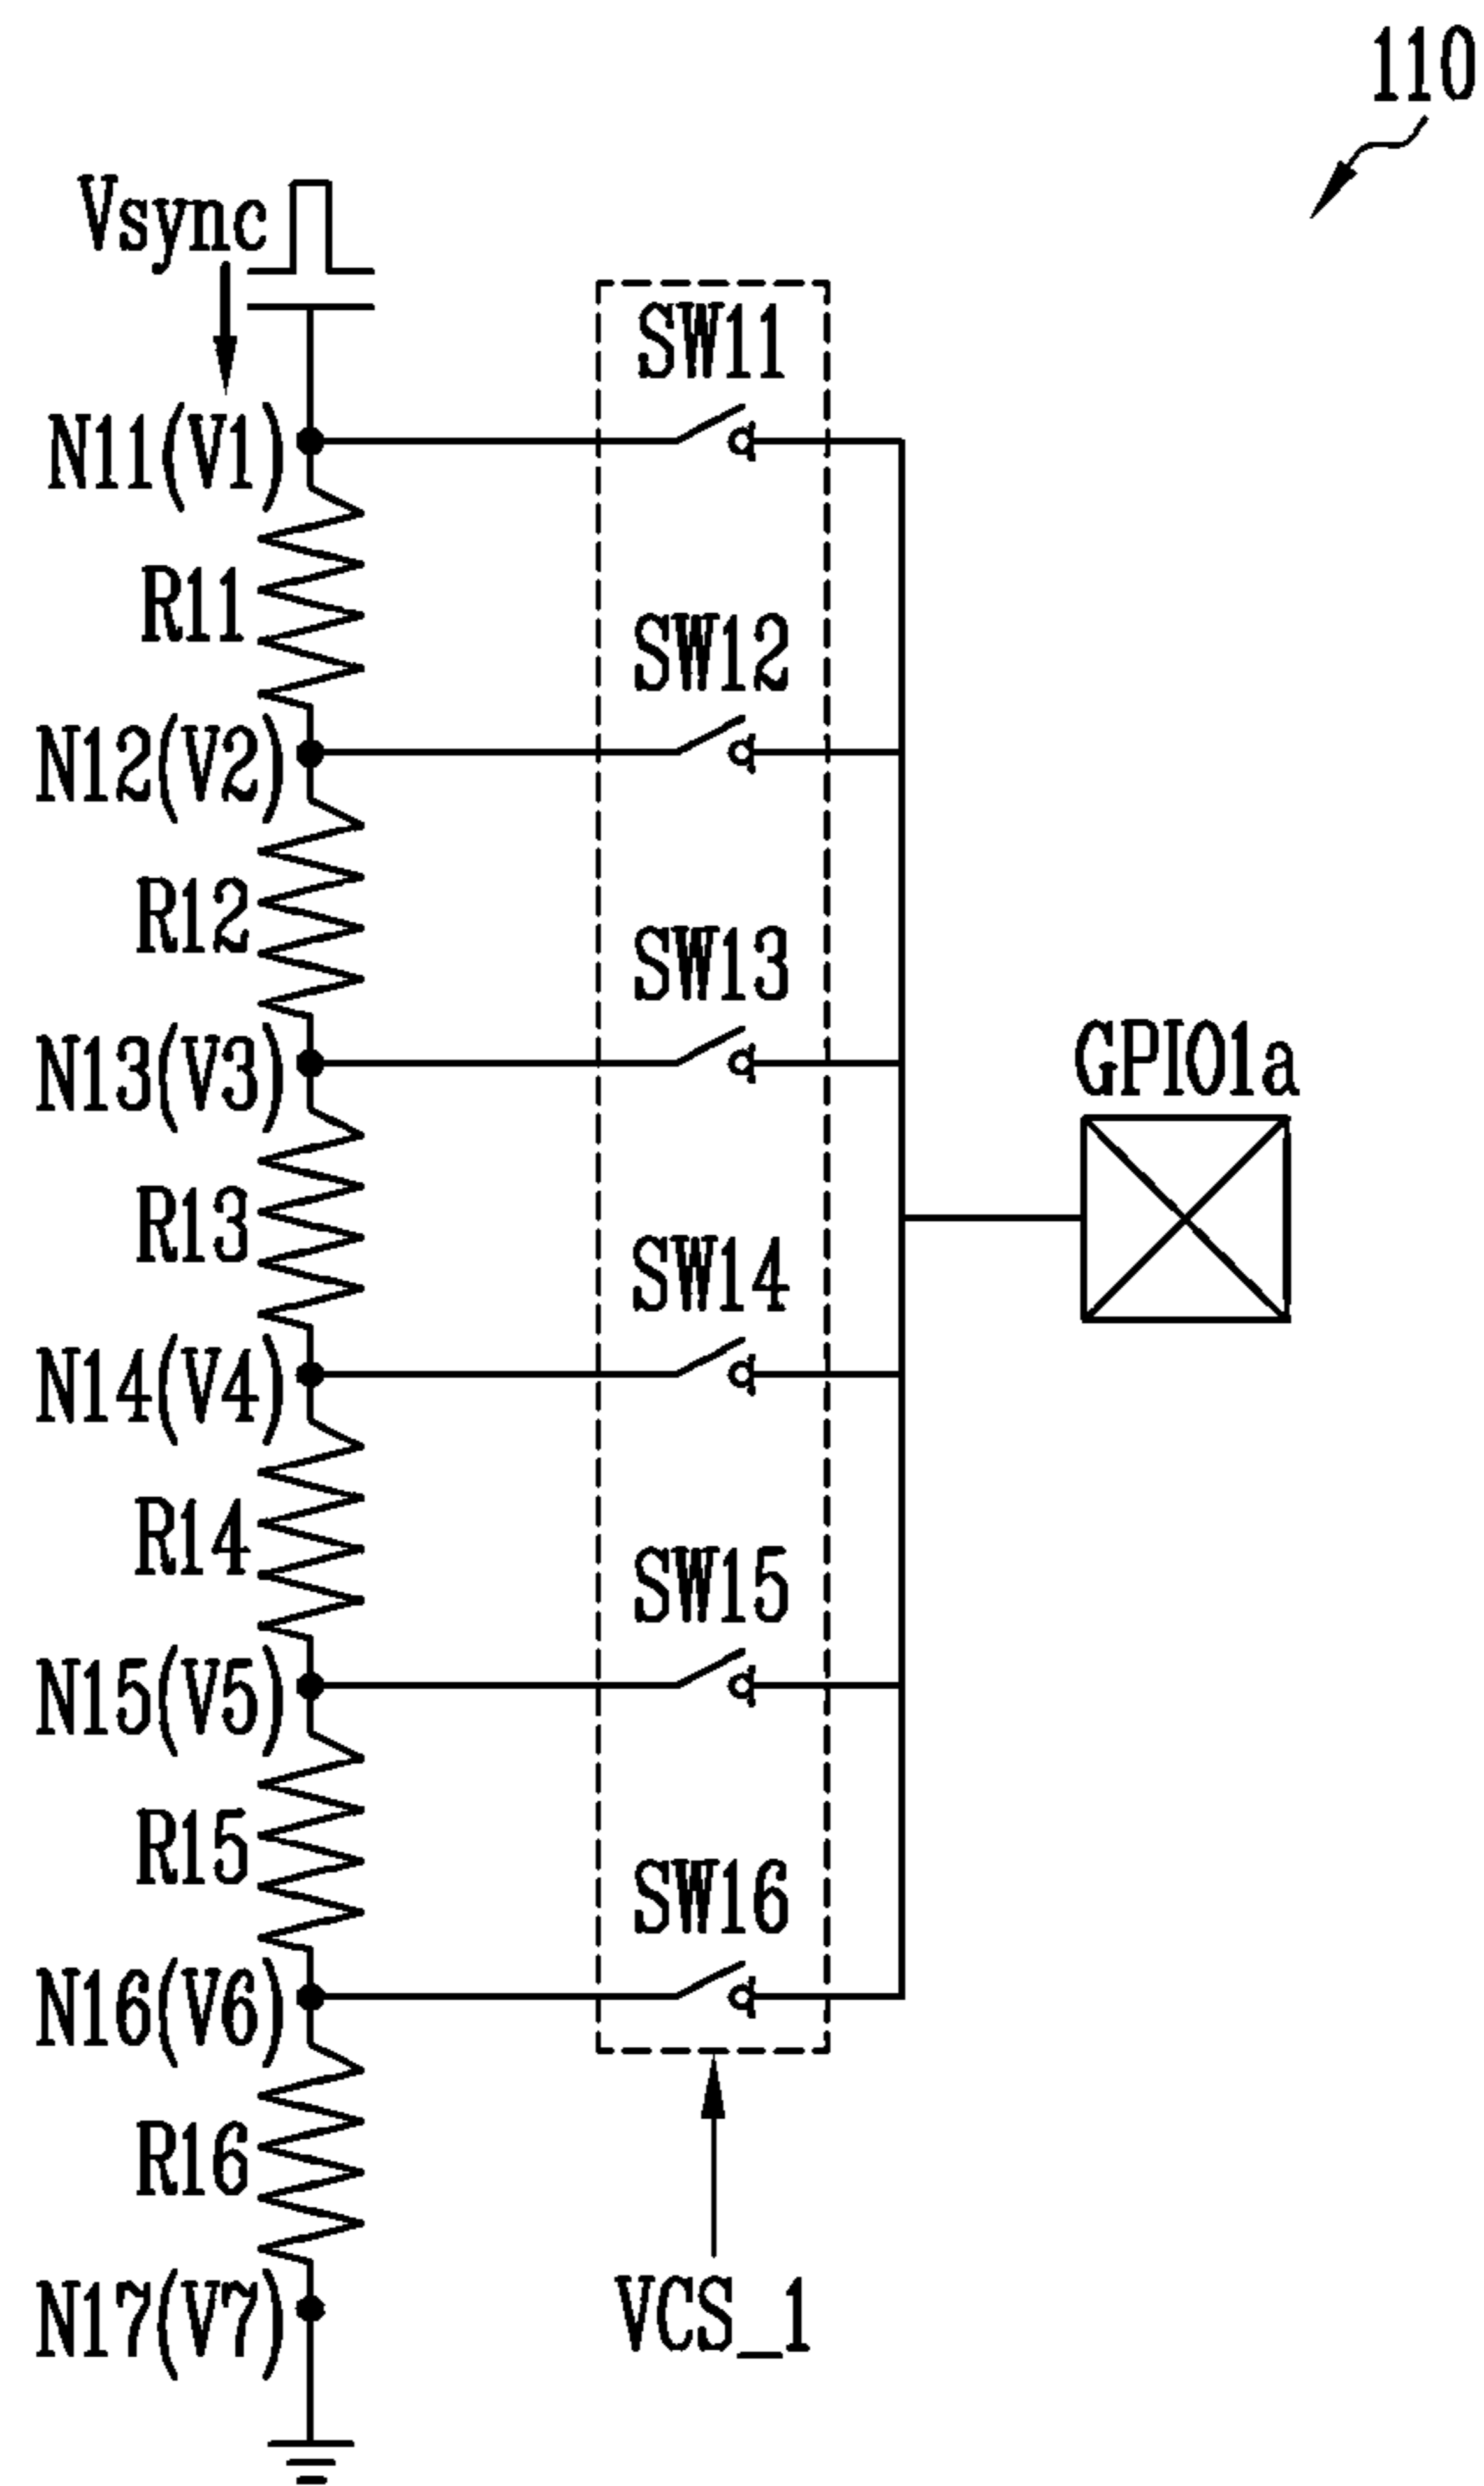 110
Vsync
SW11
N11(V1)
R11
SW12
N12(V2)
R12
SW13
N13(V3)
GPIO1a
R13
SW14
N14(V4)
R14
SW15
N15(V5)
R15
SW16
N16(V6)
R16
N17(V7)
VCS_1